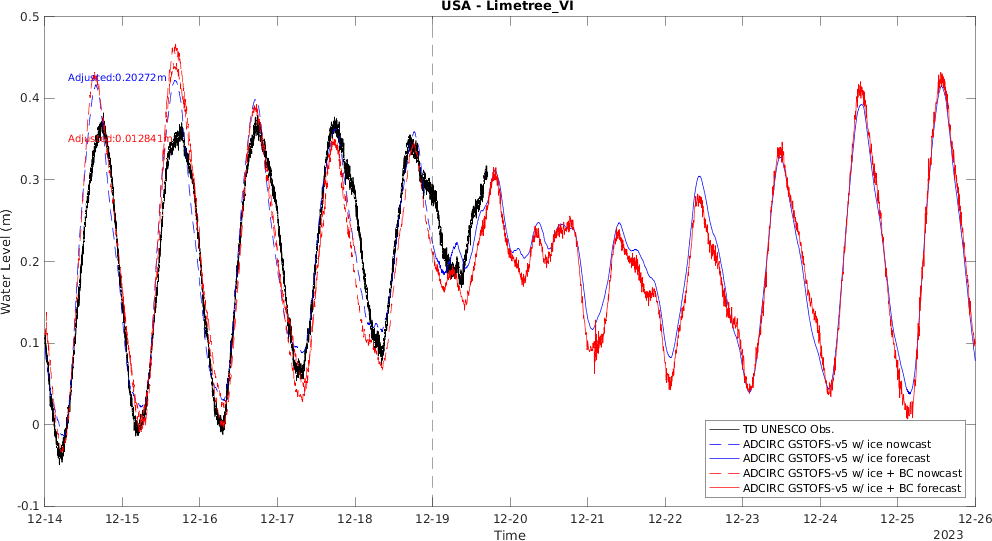 USA - Limetree_VI
0.5
0.4
0.3
0.2
0.1
0
-0.1
Water Level (m)
Adjusted:0.20272m
Adjusted:0.012841m
TD UNESCO Obs.
ADCIRC GSTOFS-v5 w/ ice nowcast
ADCIRC GSTOFS-v5 w/ ice forecast
ADCIRC GSTOFS-v5 w/ ice + BC nowcast
ADCIRC GSTOFS-v5 w/ ice + BC forecast
12-14 12-15 12-16 12-17 12-18 12-19 12-20 12-21 12-22 12-23 12-24 12-25 12-26
Time
2023